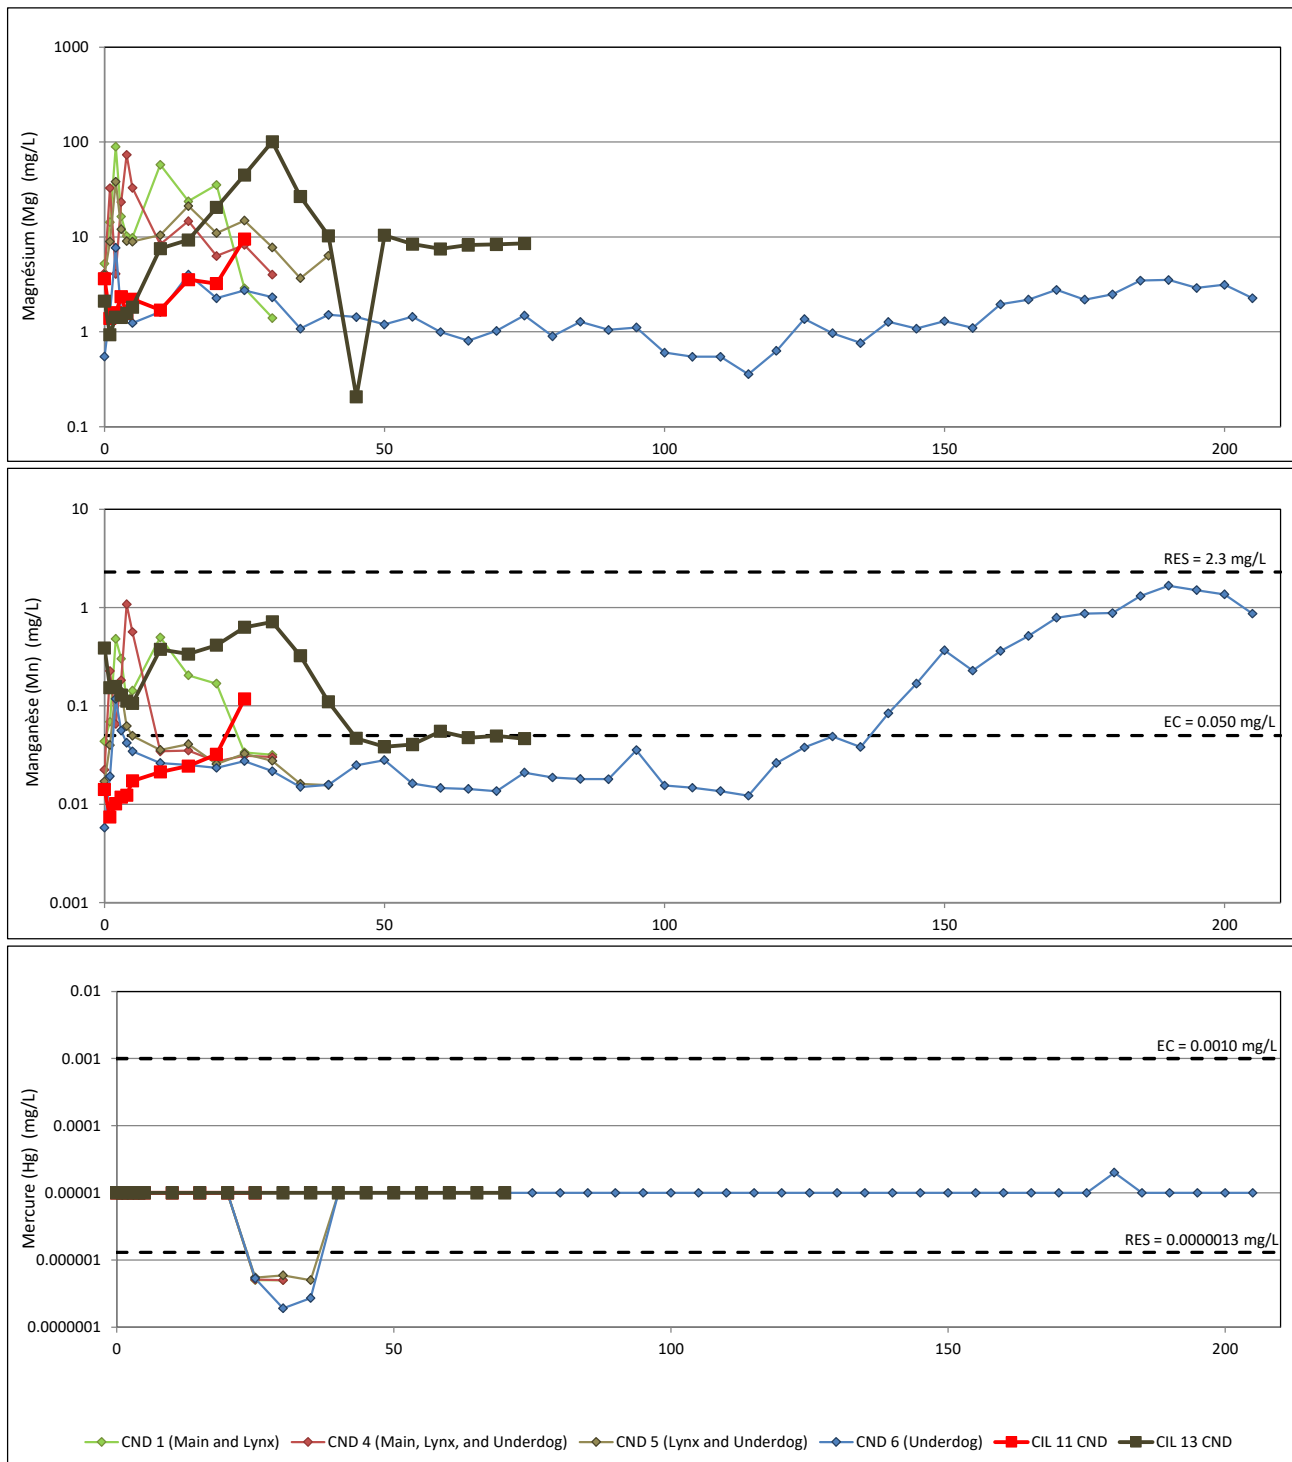 Magnésium (Mg) (mg/L)
1000
100
10
1
0.1
0 50 100 150 200
Manganèse (Mn) (mg/L)
10
1
0.1
0.01
0.001
RES = 2.3 mg/L
EC = 0.050 mg/L
0 50 100 150 200
Mercure (Hg) (mg/L)
0.01
0.001
0.0001
0.00001
0.000001
0.0000001
EC = 0.0010 mg/L
RES = 0.0000013 mg/L
0 50 100 150 200
CND 1 (Main and Lynx) CND 4 (Main, Lynx, and Underdog) CND 5 (Lynx and Underdog) CND 6 (Underdog) CIL 11 CND CIL 13 CND